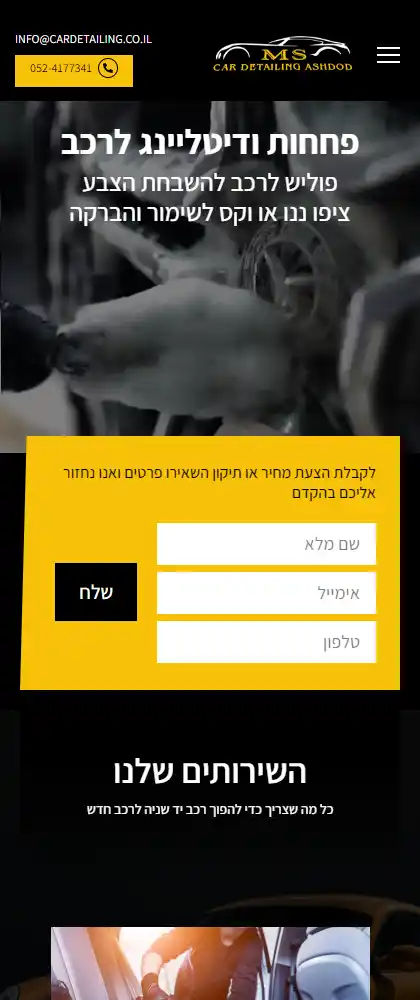 INFO@CARDETAILING.CO.IL
052-4177341
MS
CAR DETAILING ASHDOD
פחחות ודיטליינג לרכב
פוליש לרכב להשבחת הצבע
ציפו ננו או וקס לשימור והברקה
לקבלת הצעת מחיר או תיקון השאירו פרטים ואנו נחזור
אליכם בהקדם
שם מלא
אימייל
טלפון
שלח
השירותים שלנו
כל מה שצריך כדי להפוך רכב יד שניה לרכב חדש